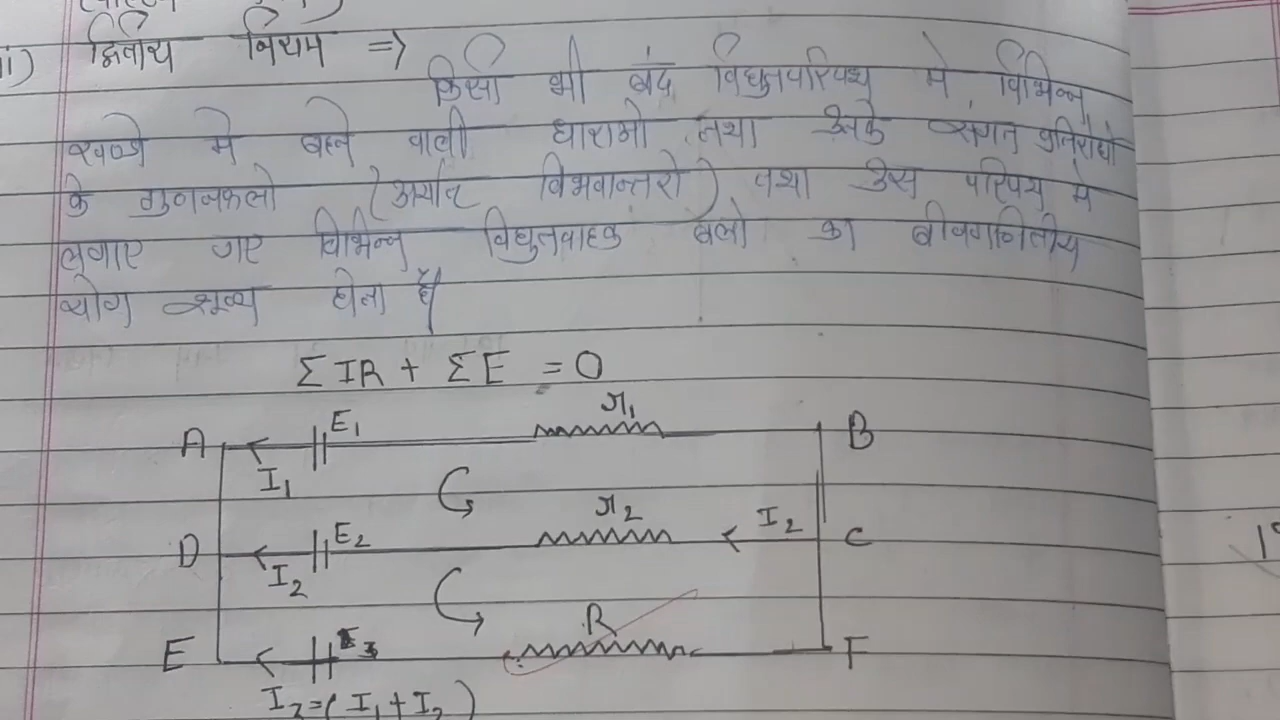 ii) द्वितीय नियम =>
किसी भी बंद विधुतपरिपथ मे विभिन्न
खण्डो मे बहने वाली धाराओ तथा उनके संगत प्रतिरोधो
के गुणनफलो (अर्थात विभवान्तरो) तथा उस परिपथ मे
लगाए गए विभिन्न विधुतवाहक बलो का बीजगणितीय
योग शून्य होता है
ΣIR + ΣE = 0
A I₁ E₁ r₁ B
D I₂ E₂ r₂ I₂ C
E E₃ R F
I₃=(I₁+I₂)